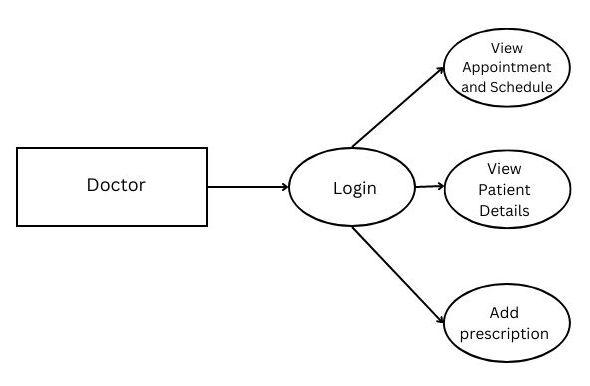 Doctor
Login
View
Appointment
and Schedule
View
Patient
Details
Add
prescription